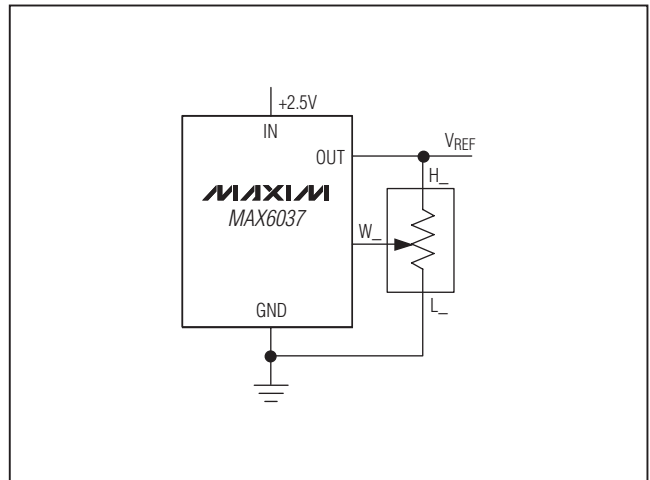 +2.5V
IN
OUT
VREF
H_
MAXIM
MAX6037
W_
GND
L_